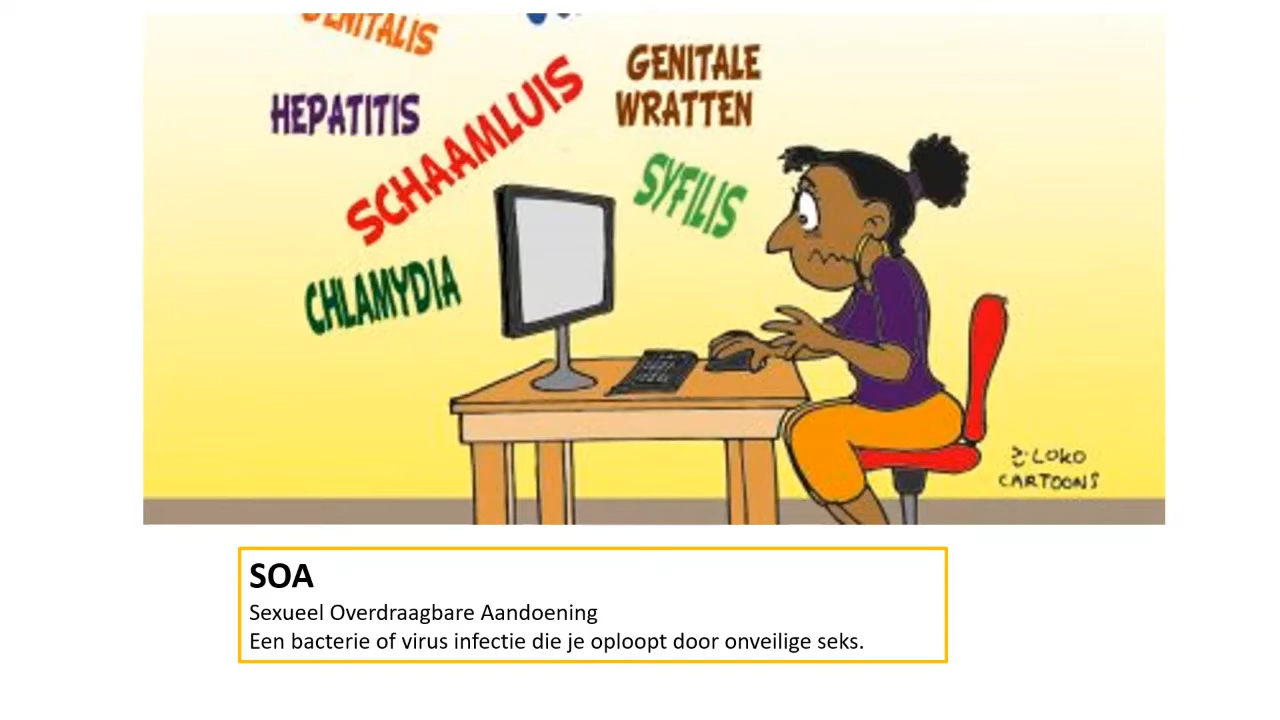 GENITALIS
GENITALE
WRATTEN
HEPATITIS
SCHAAMLUIS
SYFILIS
CHLAMYDIA
LOKO
CARTOONS
SOA
Sexueel Overdraagbare Aandoening
Een bacterie of virus infectie die je oploopt door onveilige seks.